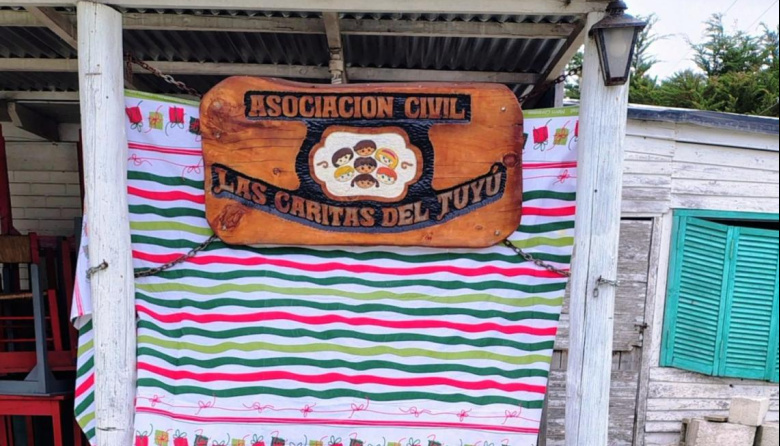 ASOCIACION CIVIL
LAS CARITAS DEL TUYÚ